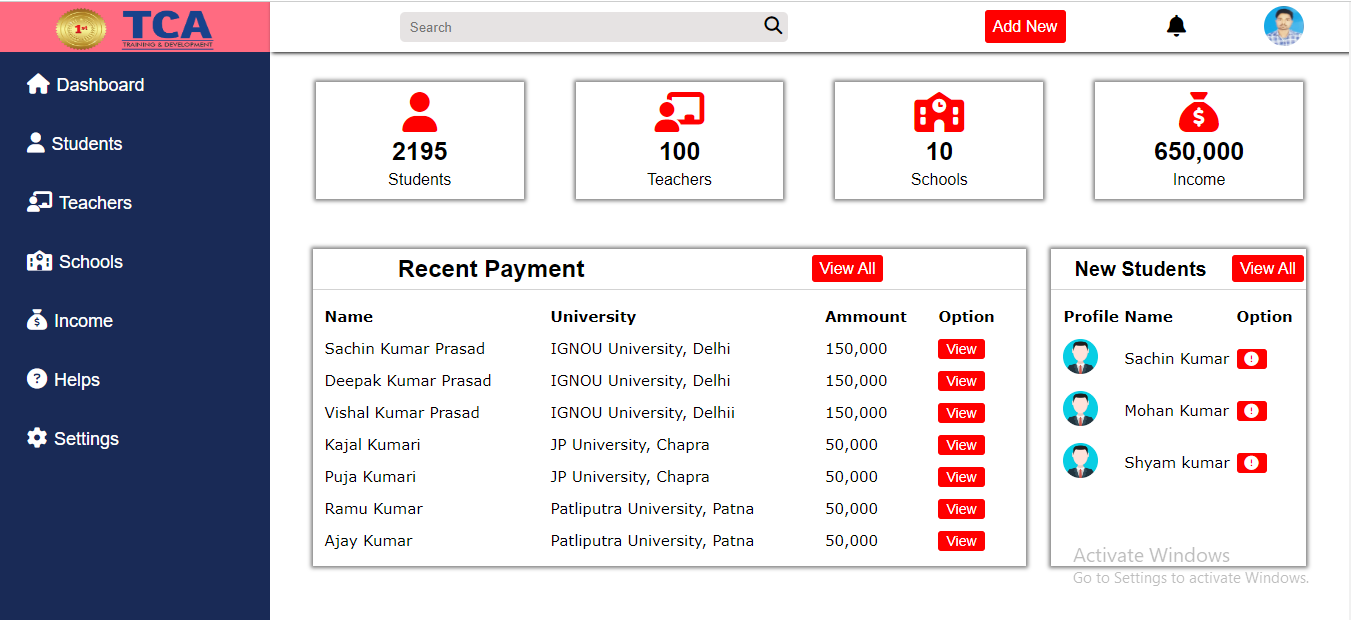 1st TCA
TRAINING & DEVELOPMENT
Search
Add New
Dashboard
Students
Teachers
Schools
Income
Helps
Settings
2195
Students
100
Teachers
10
Schools
$
650,000
Income
Recent Payment View All
Name University Ammount Option
Sachin Kumar Prasad IGNOU University, Delhi 150,000 View
Deepak Kumar Prasad IGNOU University, Delhi 150,000 View
Vishal Kumar Prasad IGNOU University, Delhii 150,000 View
Kajal Kumari JP University, Chapra 50,000 View
Puja Kumari JP University, Chapra 50,000 View
Ramu Kumar Patliputra University, Patna 50,000 View
Ajay Kumar Patliputra University, Patna 50,000 View
New Students View All
Profile Name Option
Sachin Kumar
Mohan Kumar
Shyam kumar
Activate Windows
Go to Settings to activate Windows.